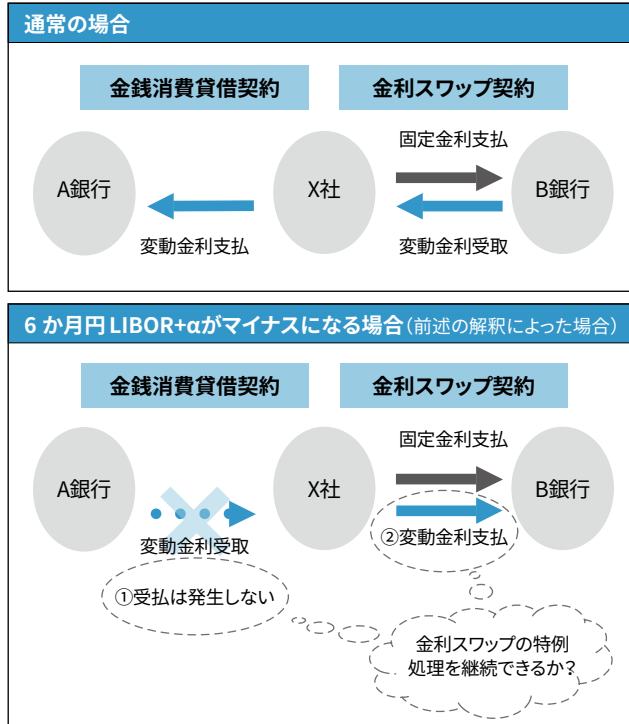 通常の場合
金銭消費貸借契約
金利スワップ契約
固定金利支払
A銀行
X社
B銀行
変動金利支払
変動金利受取
6か月円LIBOR+αがマイナスになる場合(前述の解釈によった場合)
金銭消費貸借契約
金利スワップ契約
固定金利支払
A銀行
X社
B銀行
変動金利受取
②変動金利支払
①受払は発生しない
金利スワップの特例
処理を継続できるか?